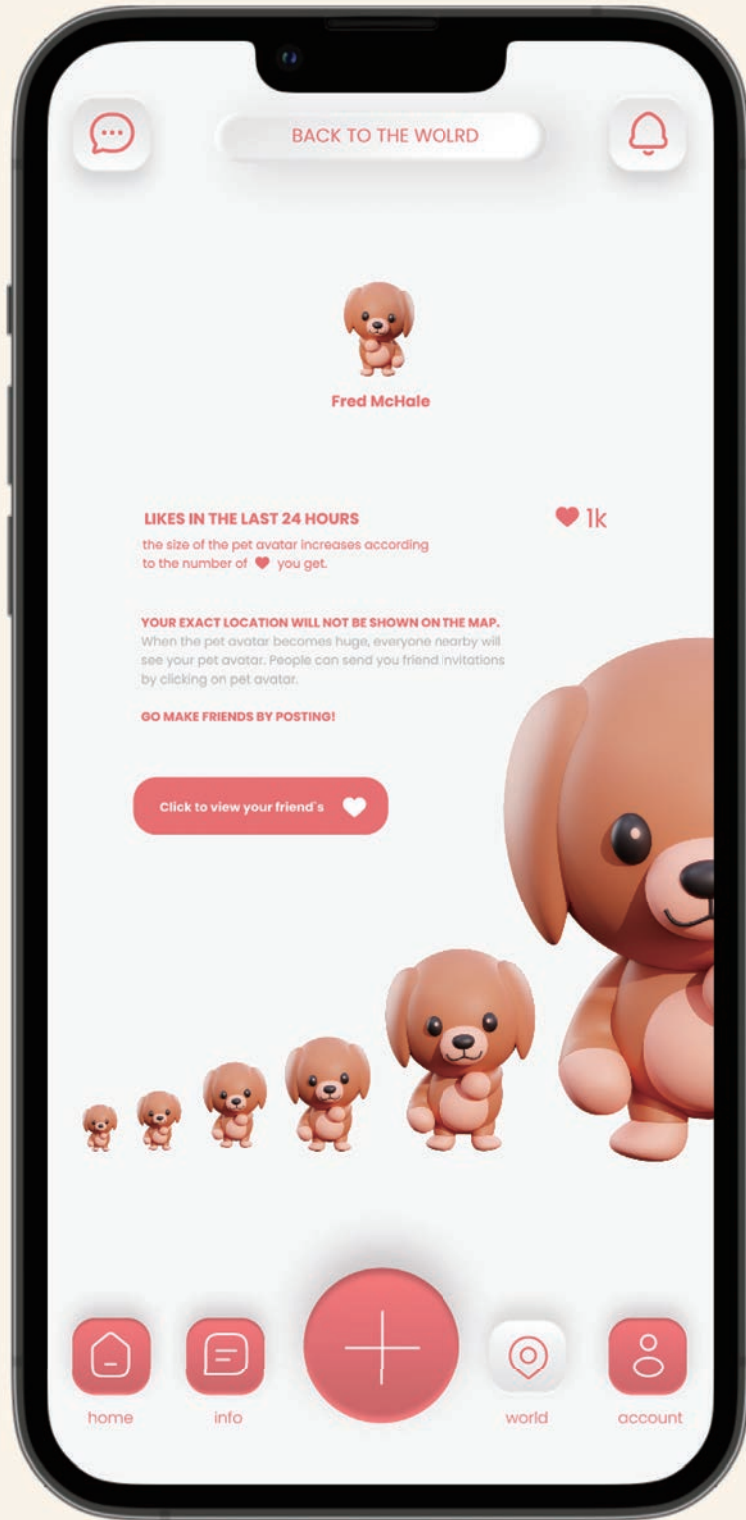 BACK TO THE WOLRD
Fred McHale
LIKES IN THE LAST 24 HOURS
1k
the size of the pet avatar increases according
to the number of you get.
YOUR EXACT LOCATION WILL NOT BE SHOWN ON THE MAP.
When the pet avatar becomes huge, everyone nearby will
see your pet avatar. People can send you friend invitations
by clicking on pet avatar.
GO MAKE FRIENDS BY POSTING!
Click to view your friend`s
home
info
world
account